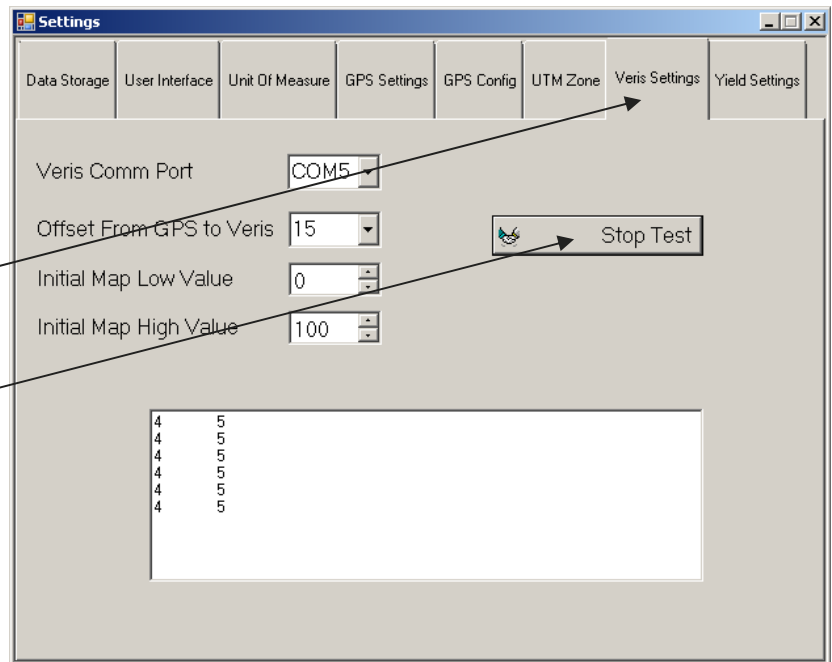 Settings
Data Storage User Interface Unit Of Measure GPS Settings GPS Config UTM Zone Veris Settings Yield Settings
Veris Comm Port COM5
Offset From GPS to Veris 15
Stop Test
Initial Map Low Value 0
Initial Map High Value 100
4 5
4 5
4 5
4 5
4 5
4 5